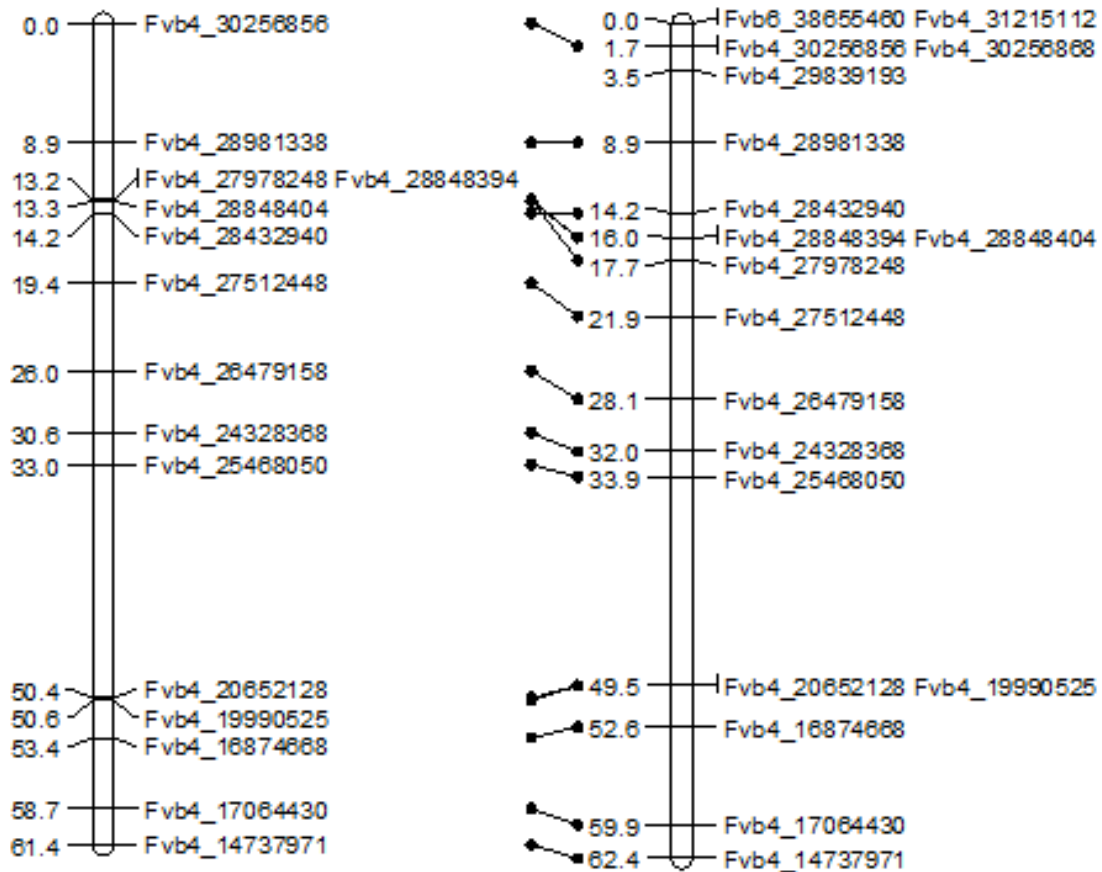 0.0 Fvb4_30256856
8.9 Fvb4_28981338
13.2 Fvb4_27978248 Fvb4_28848394
13.3 Fvb4_28848404
14.2 Fvb4_28432940
19.4 Fvb4_27512448
26.0 Fvb4_26479158
30.6 Fvb4_24328368
33.0 Fvb4_25468050
50.4 Fvb4_20652128
50.6 Fvb4_19990525
53.4 Fvb4_16874668
58.7 Fvb4_17064430
61.4 Fvb4_14737971
0.0 Fvb6_38655460 Fvb4_31215112
1.7 Fvb4_30256856 Fvb4_30256868
3.5 Fvb4_29839193
8.9 Fvb4_28981338
14.2 Fvb4_28432940
16.0 Fvb4_28848394 Fvb4_28848404
17.7 Fvb4_27978248
21.9 Fvb4_27512448
28.1 Fvb4_26479158
32.0 Fvb4_24328368
33.9 Fvb4_25468050
49.5 Fvb4_20652128 Fvb4_19990525
52.6 Fvb4_16874668
59.9 Fvb4_17064430
62.4 Fvb4_14737971